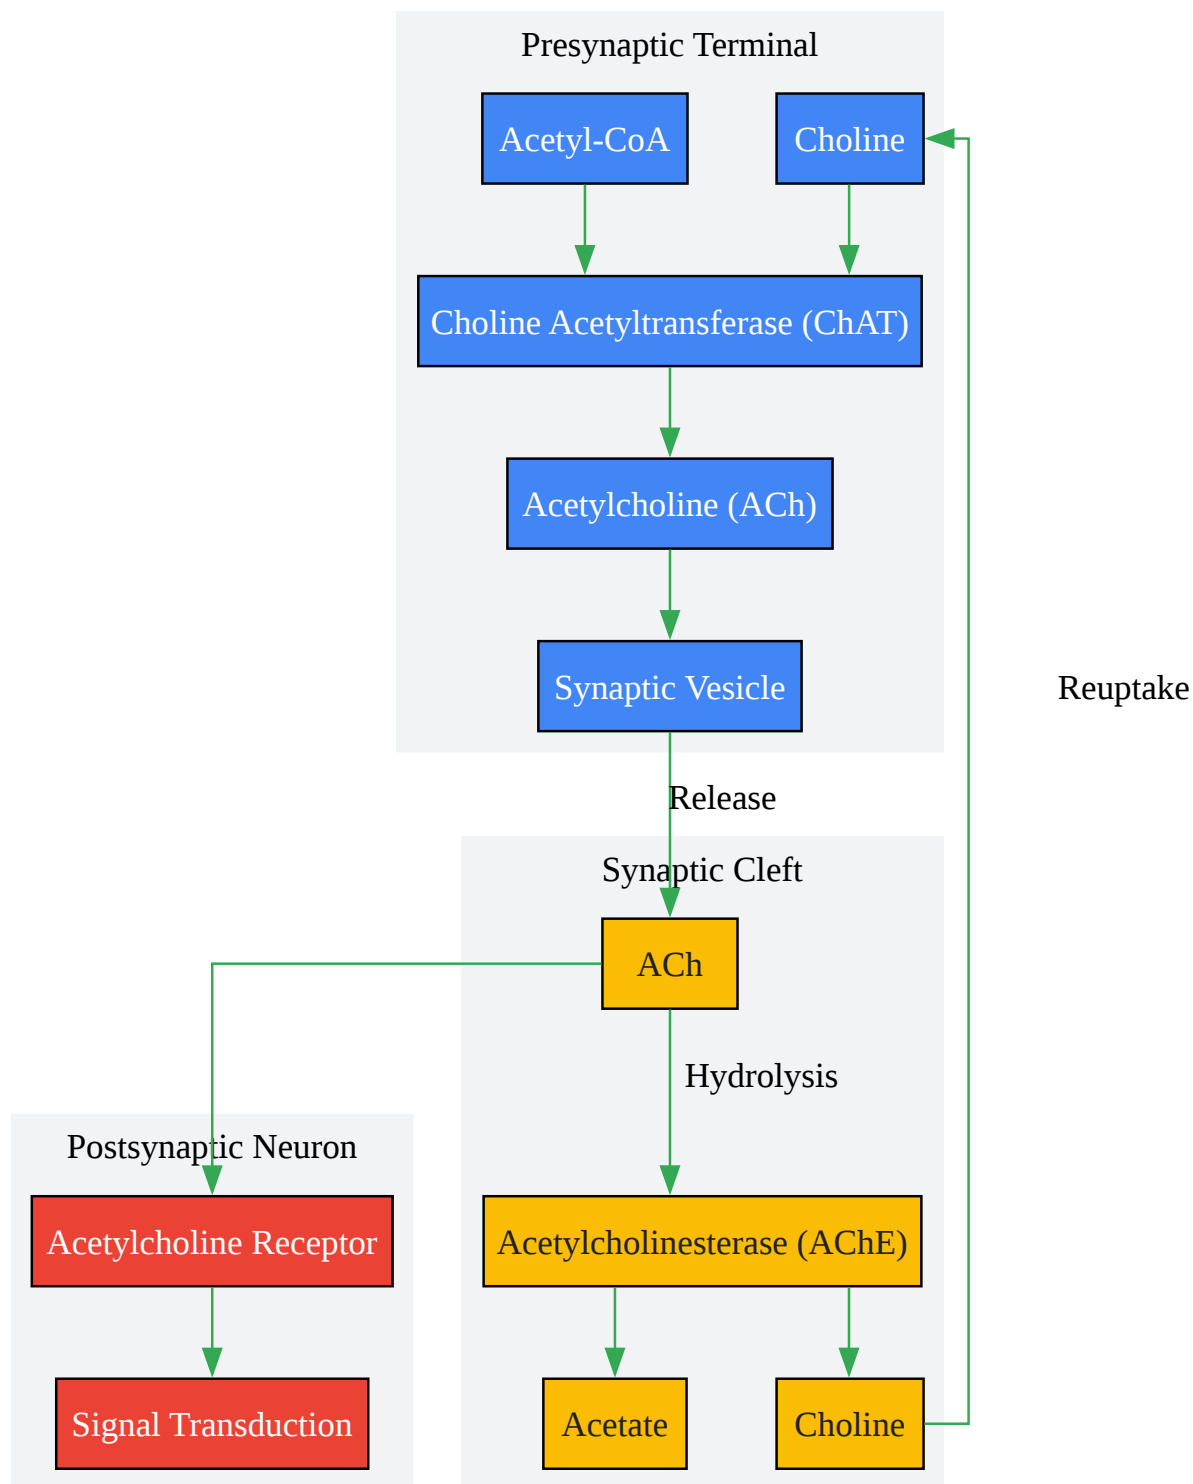 Presynaptic Terminal
Acetyl-CoA
Choline
Choline Acetyltransferase (ChAT)
Acetylcholine (ACh)
Synaptic Vesicle
Reuptake
Release
Synaptic Cleft
ACh
Hydrolysis
Postsynaptic Neuron
Acetylcholine Receptor
Acetylcholinesterase (AChE)
Signal Transduction
Acetate
Choline